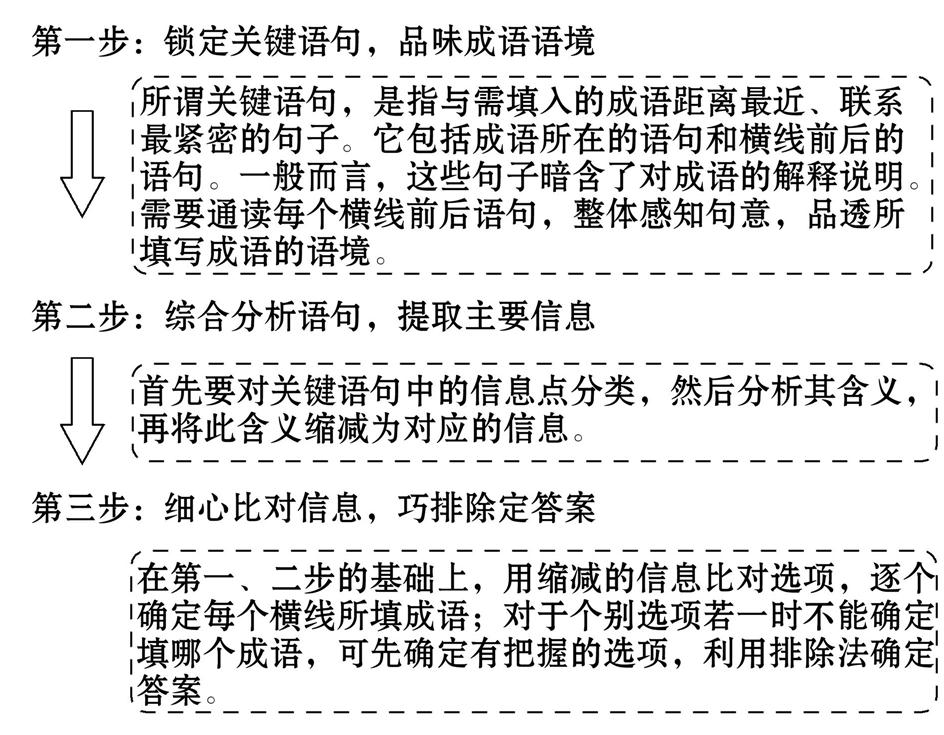 第一步：锁定关键语句，品味成语语境
所谓关键语句，是指与需填入的成语距离最近、联系
最紧密的句子。它包括成语所在的语句和横线前后的
语句。一般而言，这些句子暗含了对成语的解释说明。
需要通读每个横线前后语句，整体感知句意，品透所
填写成语的语境。
第二步：综合分析语句，提取主要信息
首先要对关键语句中的信息点分类，然后分析其含义，
再将此含义缩减为对应的信息。
第三步：细心比对信息，巧排除定答案
在第一、二步的基础上，用缩减的信息比对选项，逐个
确定每个横线所填成语；对于个别选项若一时不能确定
填哪个成语，可先确定有把握的选项，利用排除法确定
答案。